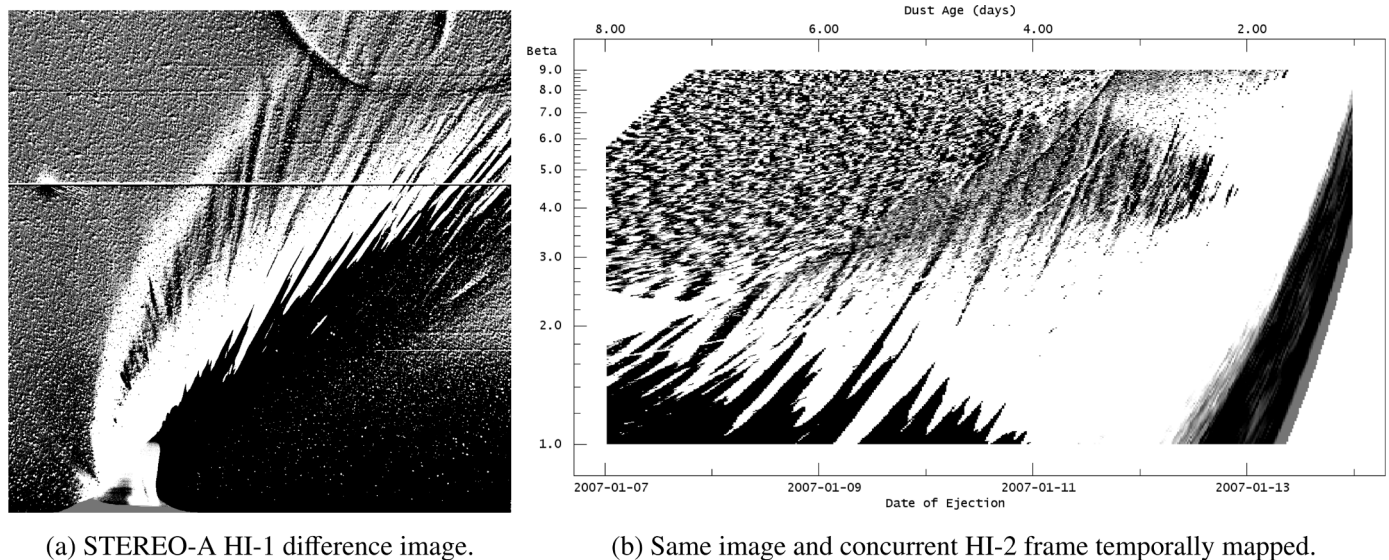 Dust Age (days)
8.00 6.00 4.00 2.00
Beta
9.0
8.0
7.0
6.0
5.0
4.0
3.0
2.0
1.0
2007-01-07 2007-01-09 2007-01-11 2007-01-13
Date of Ejection
(a) STEREO-A HI-1 difference image.
(b) Same image and concurrent HI-2 frame temporally mapped.